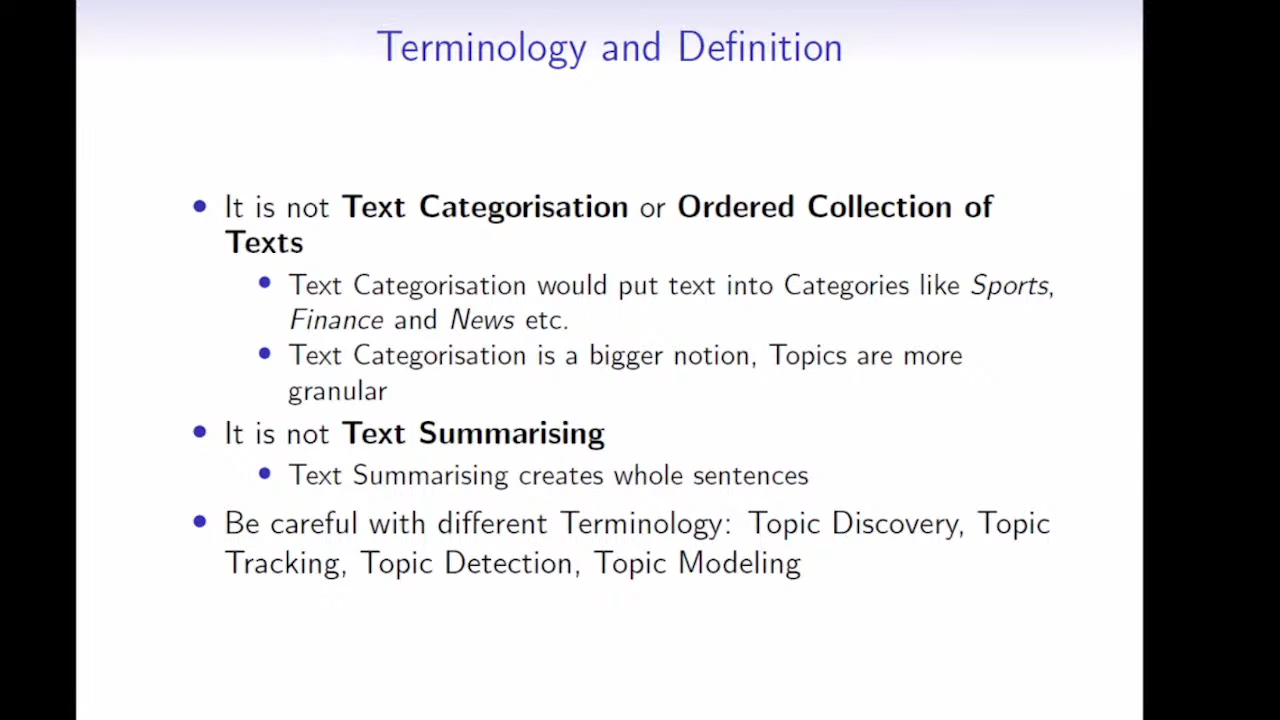 Terminology and Definition
It is not Text Categorisation or Ordered Collection of
Texts
Text Categorisation would put text into Categories like Sports,
Finance and News etc.
Text Categorisation is a bigger notion, Topics are more
granular
It is not Text Summarising
Text Summarising creates whole sentences
Be careful with different Terminology: Topic Discovery, Topic
Tracking, Topic Detection, Topic Modeling